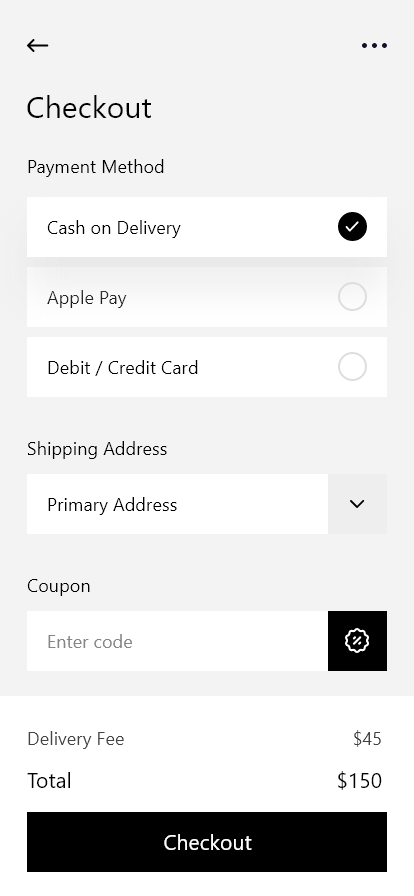 Checkout
Payment Method
Cash on Delivery
Apple Pay
Debit / Credit Card
Shipping Address
Primary Address
Coupon
Enter code
Delivery Fee $45
Total $150
Checkout